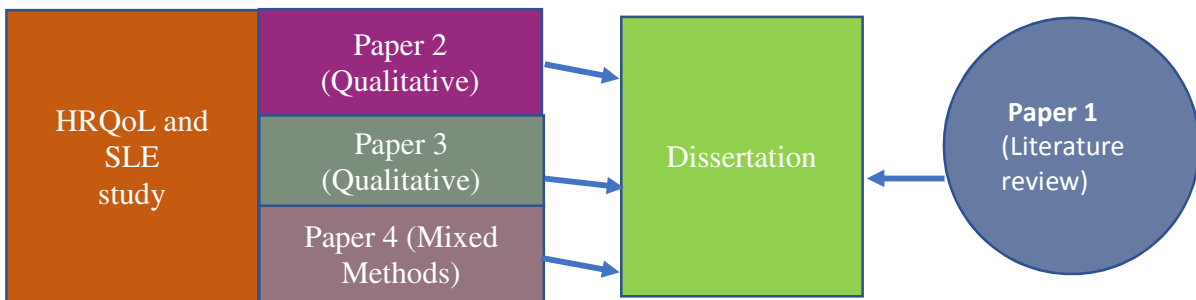 HRQoL and
SLE
study
Paper 2
(Qualitative)
Paper 3
(Qualitative)
Paper 4 (Mixed
Methods)
Dissertation
Paper 1
(Literature
review)